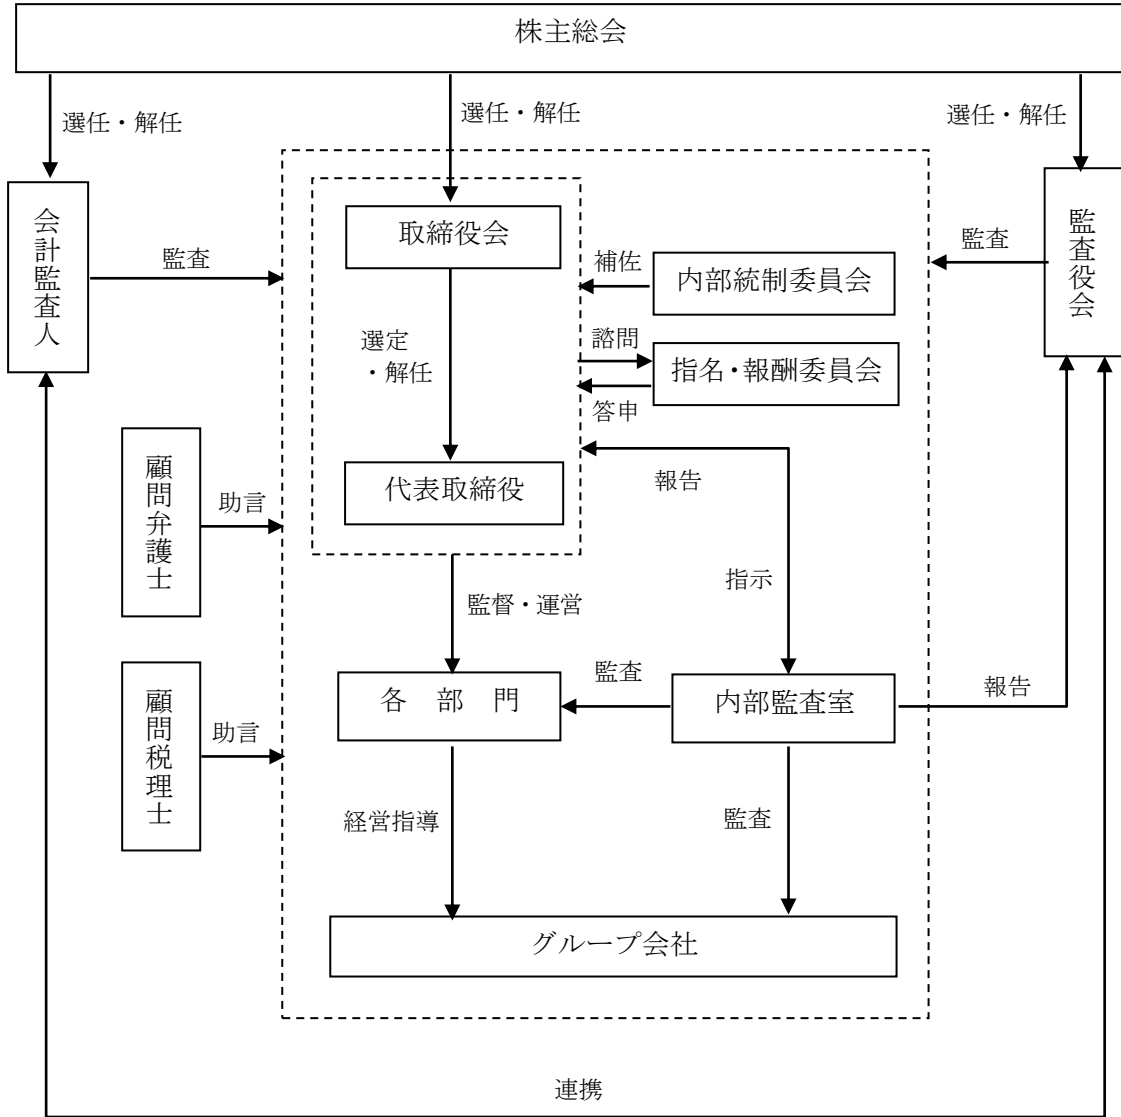 株主総会
選任・解任
選任・解任
選任・解任
会計監査人
監査
取締役会
選定
・解任
代表取締役
補佐
内部統制委員会
諮問
指名・報酬委員会
答申
監査
監査役会
顧問弁護士
助言
報告
指示
監督・運営
顧問税理士
助言
各 部 門
監査
内部監査室
報告
経営指導
監査
グループ会社
連携